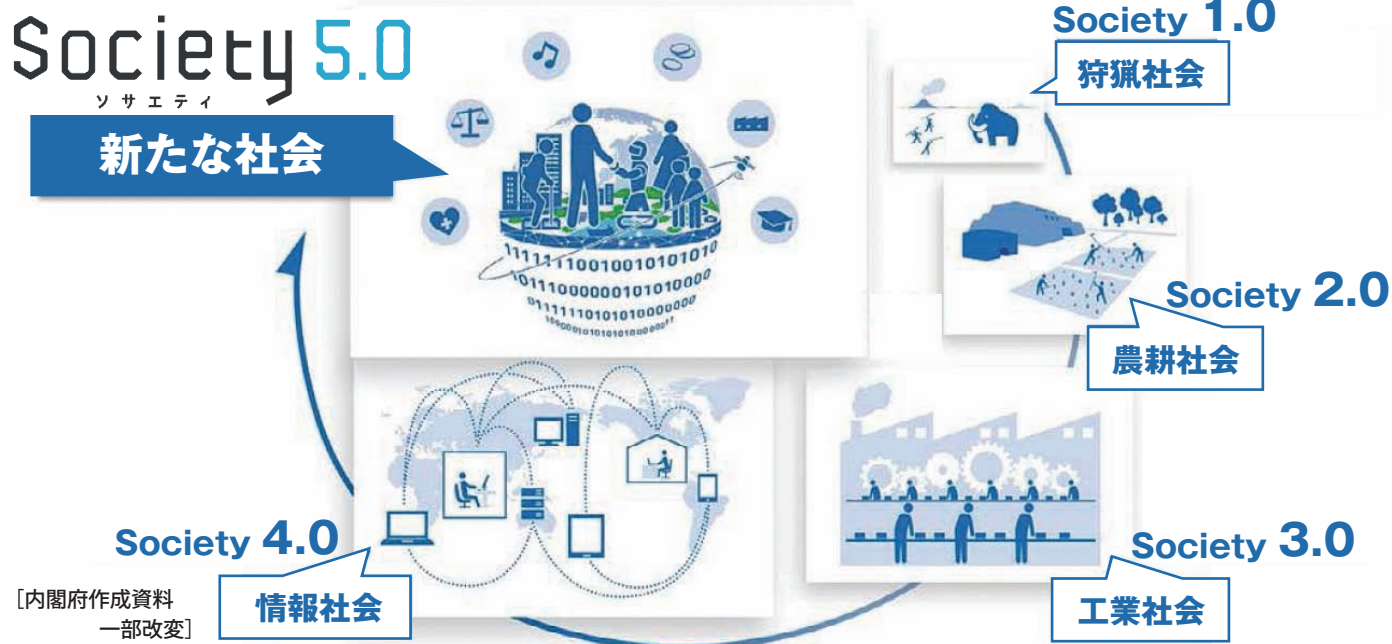 Society 5.0
ソサエティ
新たな社会
Society 1.0
狩猟社会
Society 2.0
農耕社会
Society 3.0
工業社会
Society 4.0
情報社会
[内閣府作成資料
一部改変]